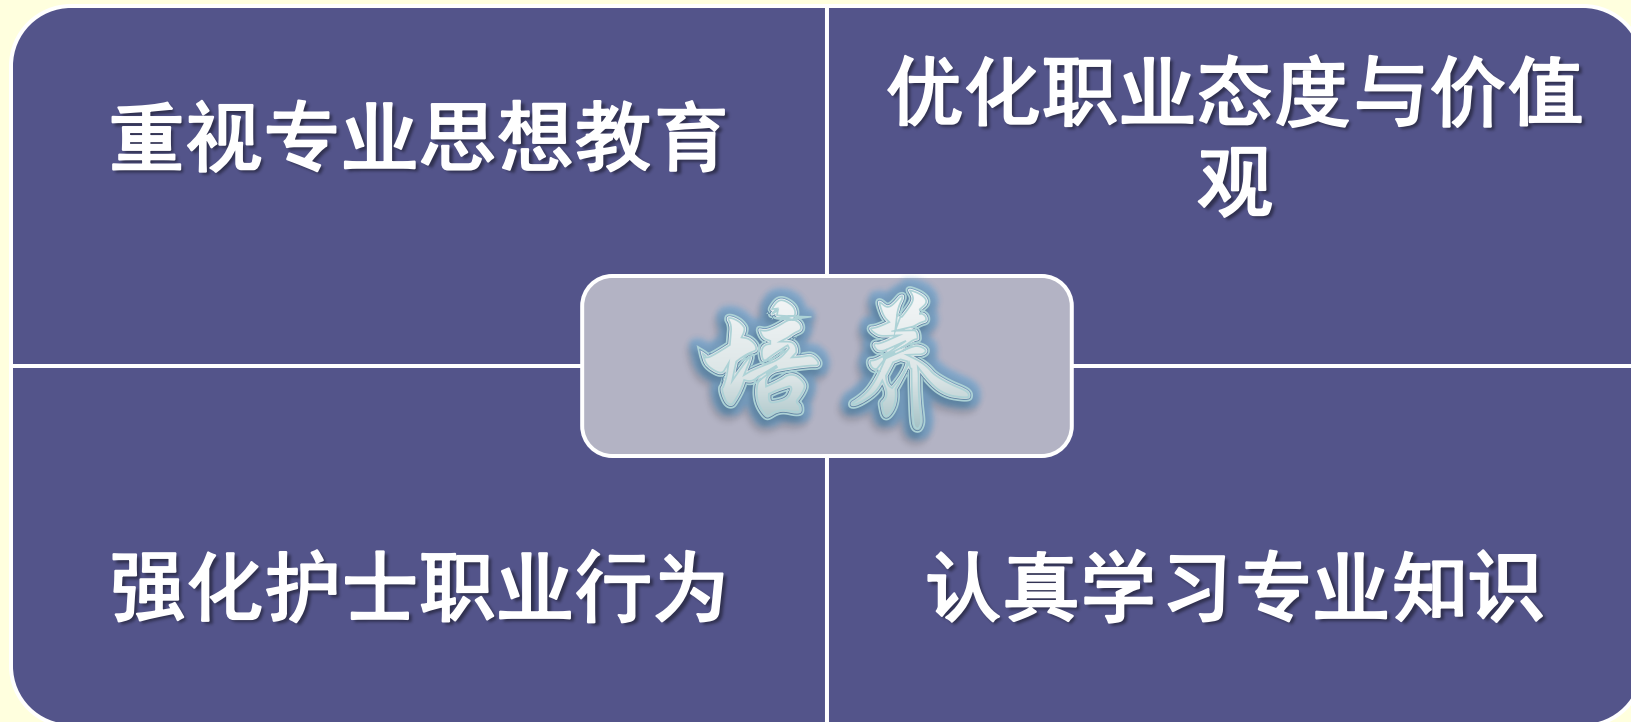 重视专业思想教育
优化职业态度与价值
观
培养
强化护士职业行为
认真学习专业知识